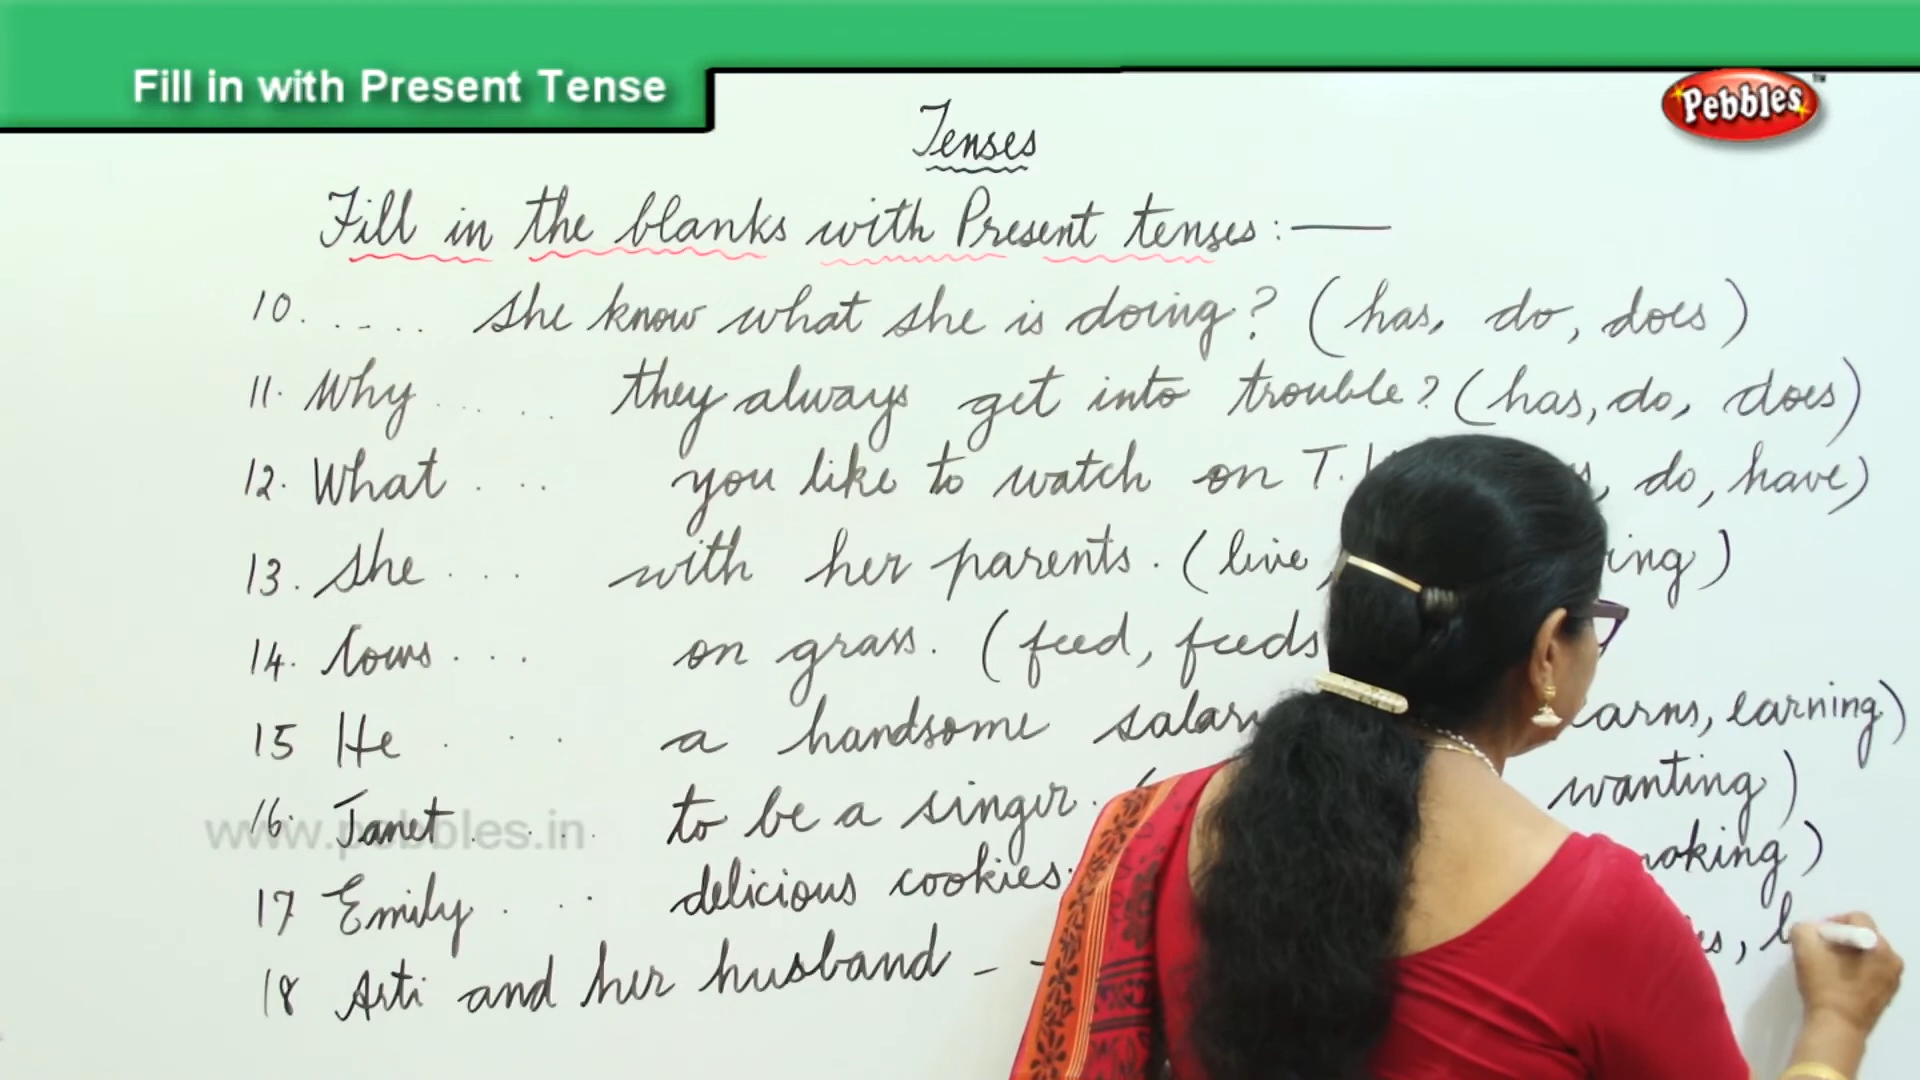 Fill in with Present Tense
Pebbles™
Tenses
Fill in the blanks with Present tenses :—
10. .... she know what she is doing? (has, do, does)
11. Why ..... they always get into trouble? (has, do, does)
12. What ... you like to watch on T. do, have)
13. She ... with her parents. (live, ing)
14. Cows ... on grass. (feed, feeds
15 He ... a handsome salary earns, earning)
16. Janet .... to be a singer. ( wanting)
www.pebbles.in
17 Emily ... delicious cookies. )
18 Arti and her husband - -